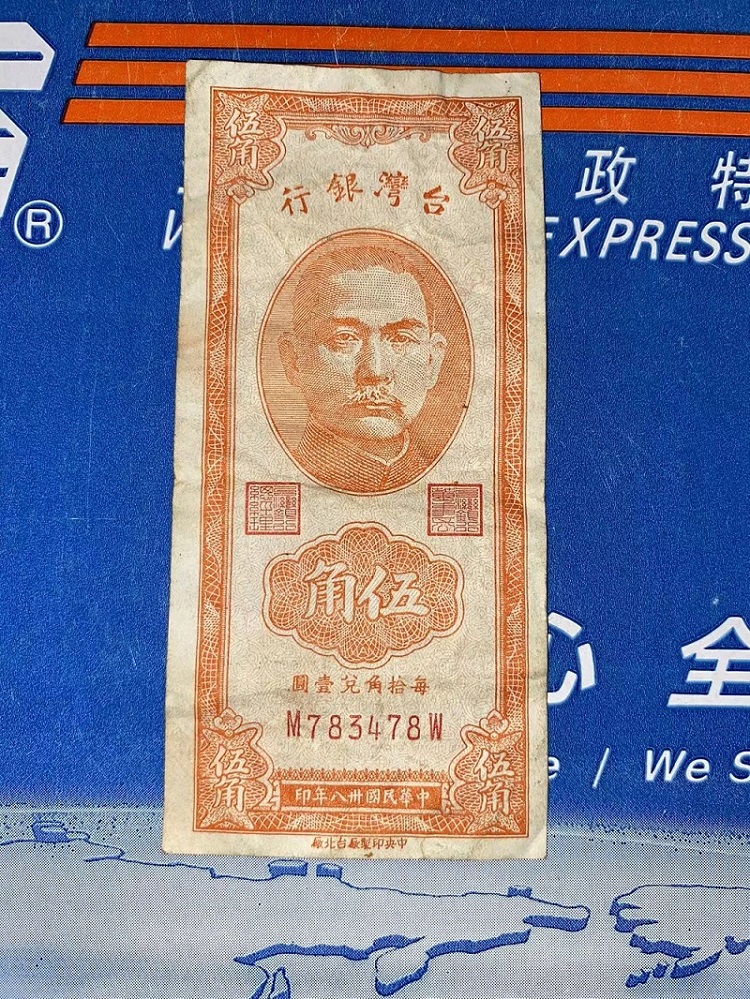 伍角
伍角
台灣銀行
伍角
每拾角兌壹圓
M783478W
伍角
伍角
中華民國卅八年印
中央印製廠台北廠
®
政 特
EXPRESS
心 全
e / We S